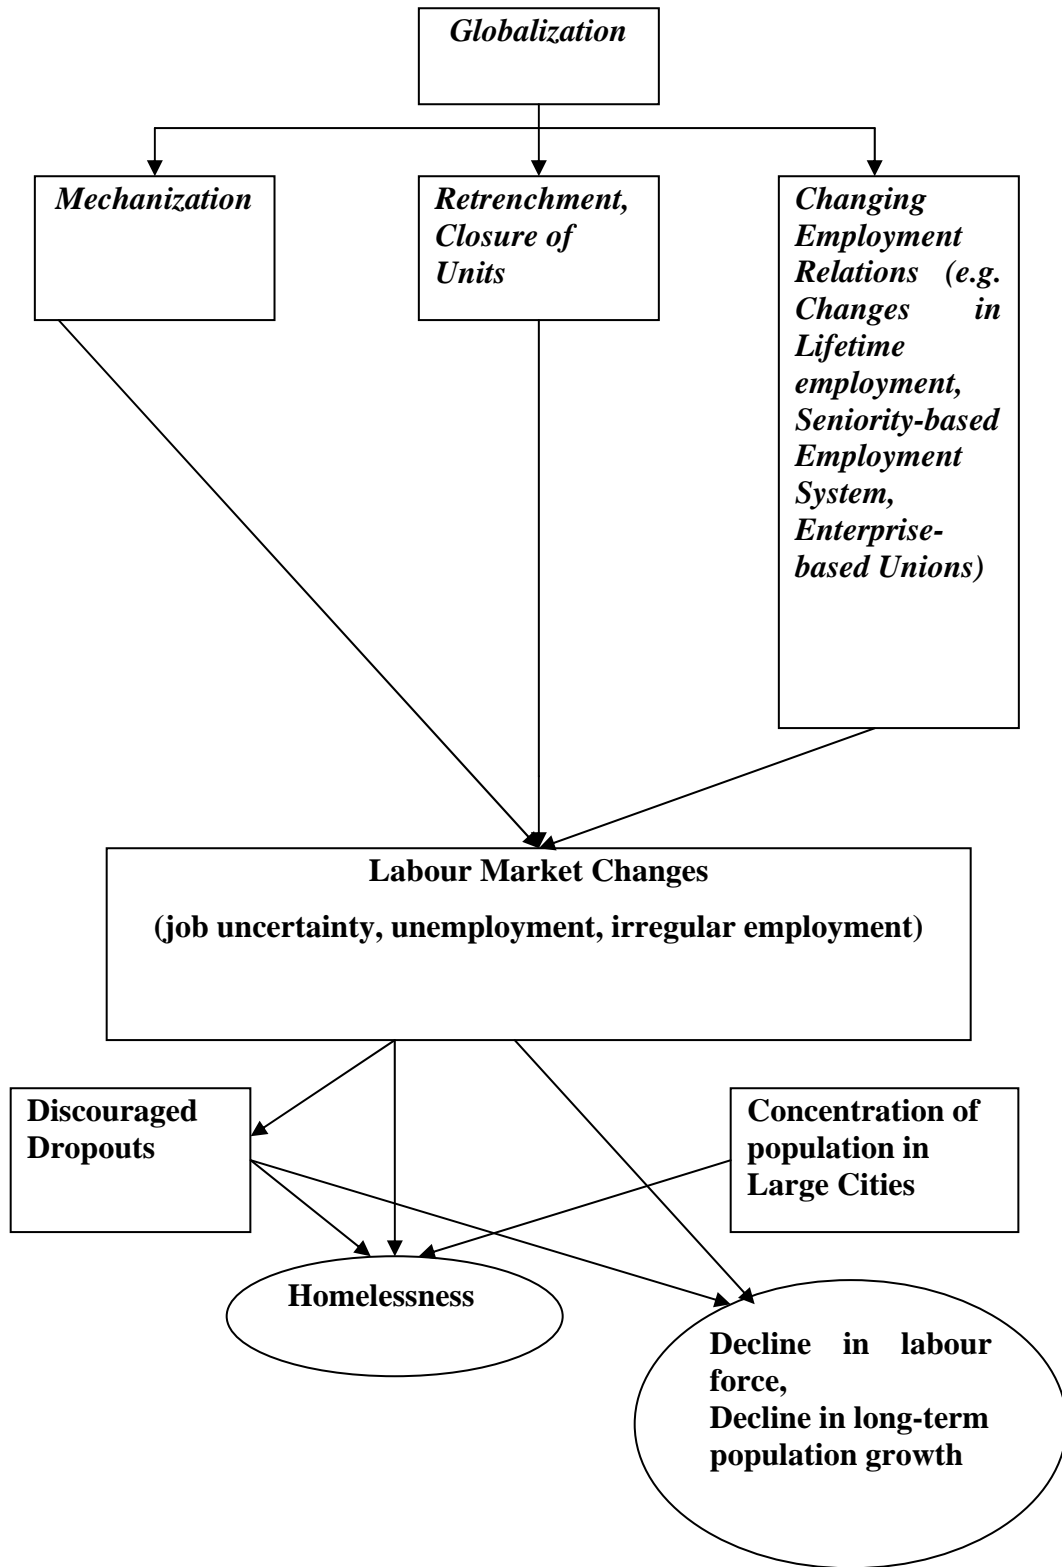 Globalization
Mechanization
Retrenchment,
Closure of
Units
Changing
Employment
Relations (e.g.
Changes in
Lifetime
employment,
Seniority-based
Employment
System,
Enterprise-
based Unions)
Labour Market Changes
(job uncertainty, unemployment, irregular employment)
Discouraged
Dropouts
Concentration of
population in
Large Cities
Homelessness
Decline in labour
force,
Decline in long-term
population growth